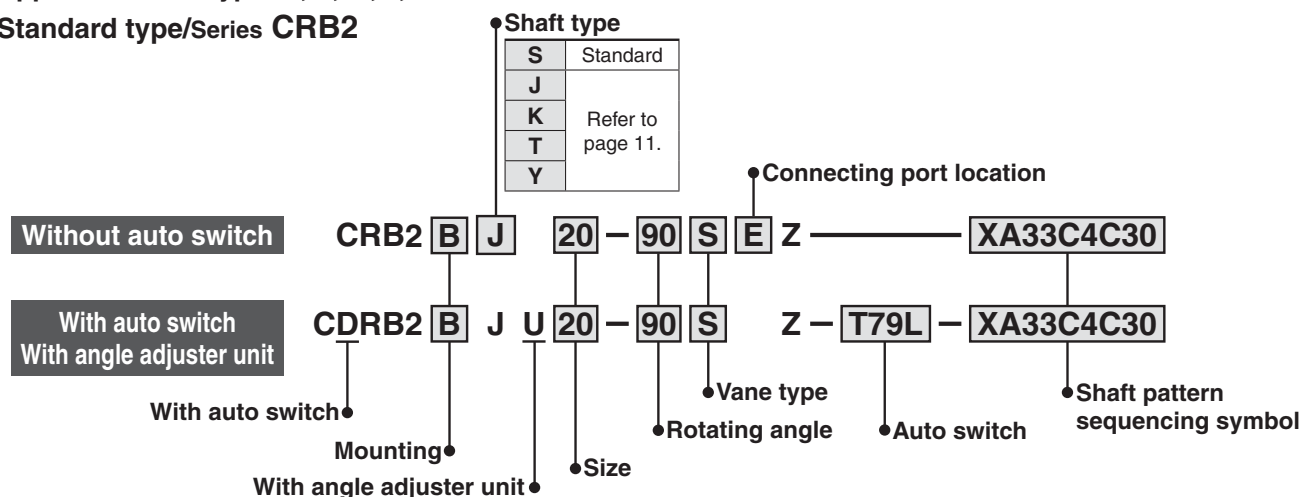 Standard type/Series CRB2
Shaft type
S Standard
J
K
T
Y
Refer to
page 11.
Connecting port location
Without auto switch CRB2 B J 20 – 90 S E Z XA33C4C30
With auto switch
With angle adjuster unit
CDRB2 B J U 20 – 90 S Z – T79L – XA33C4C30
Vane type
Shaft pattern
sequencing symbol
With auto switch
Rotating angle
Auto switch
Mounting
Size
With angle adjuster unit